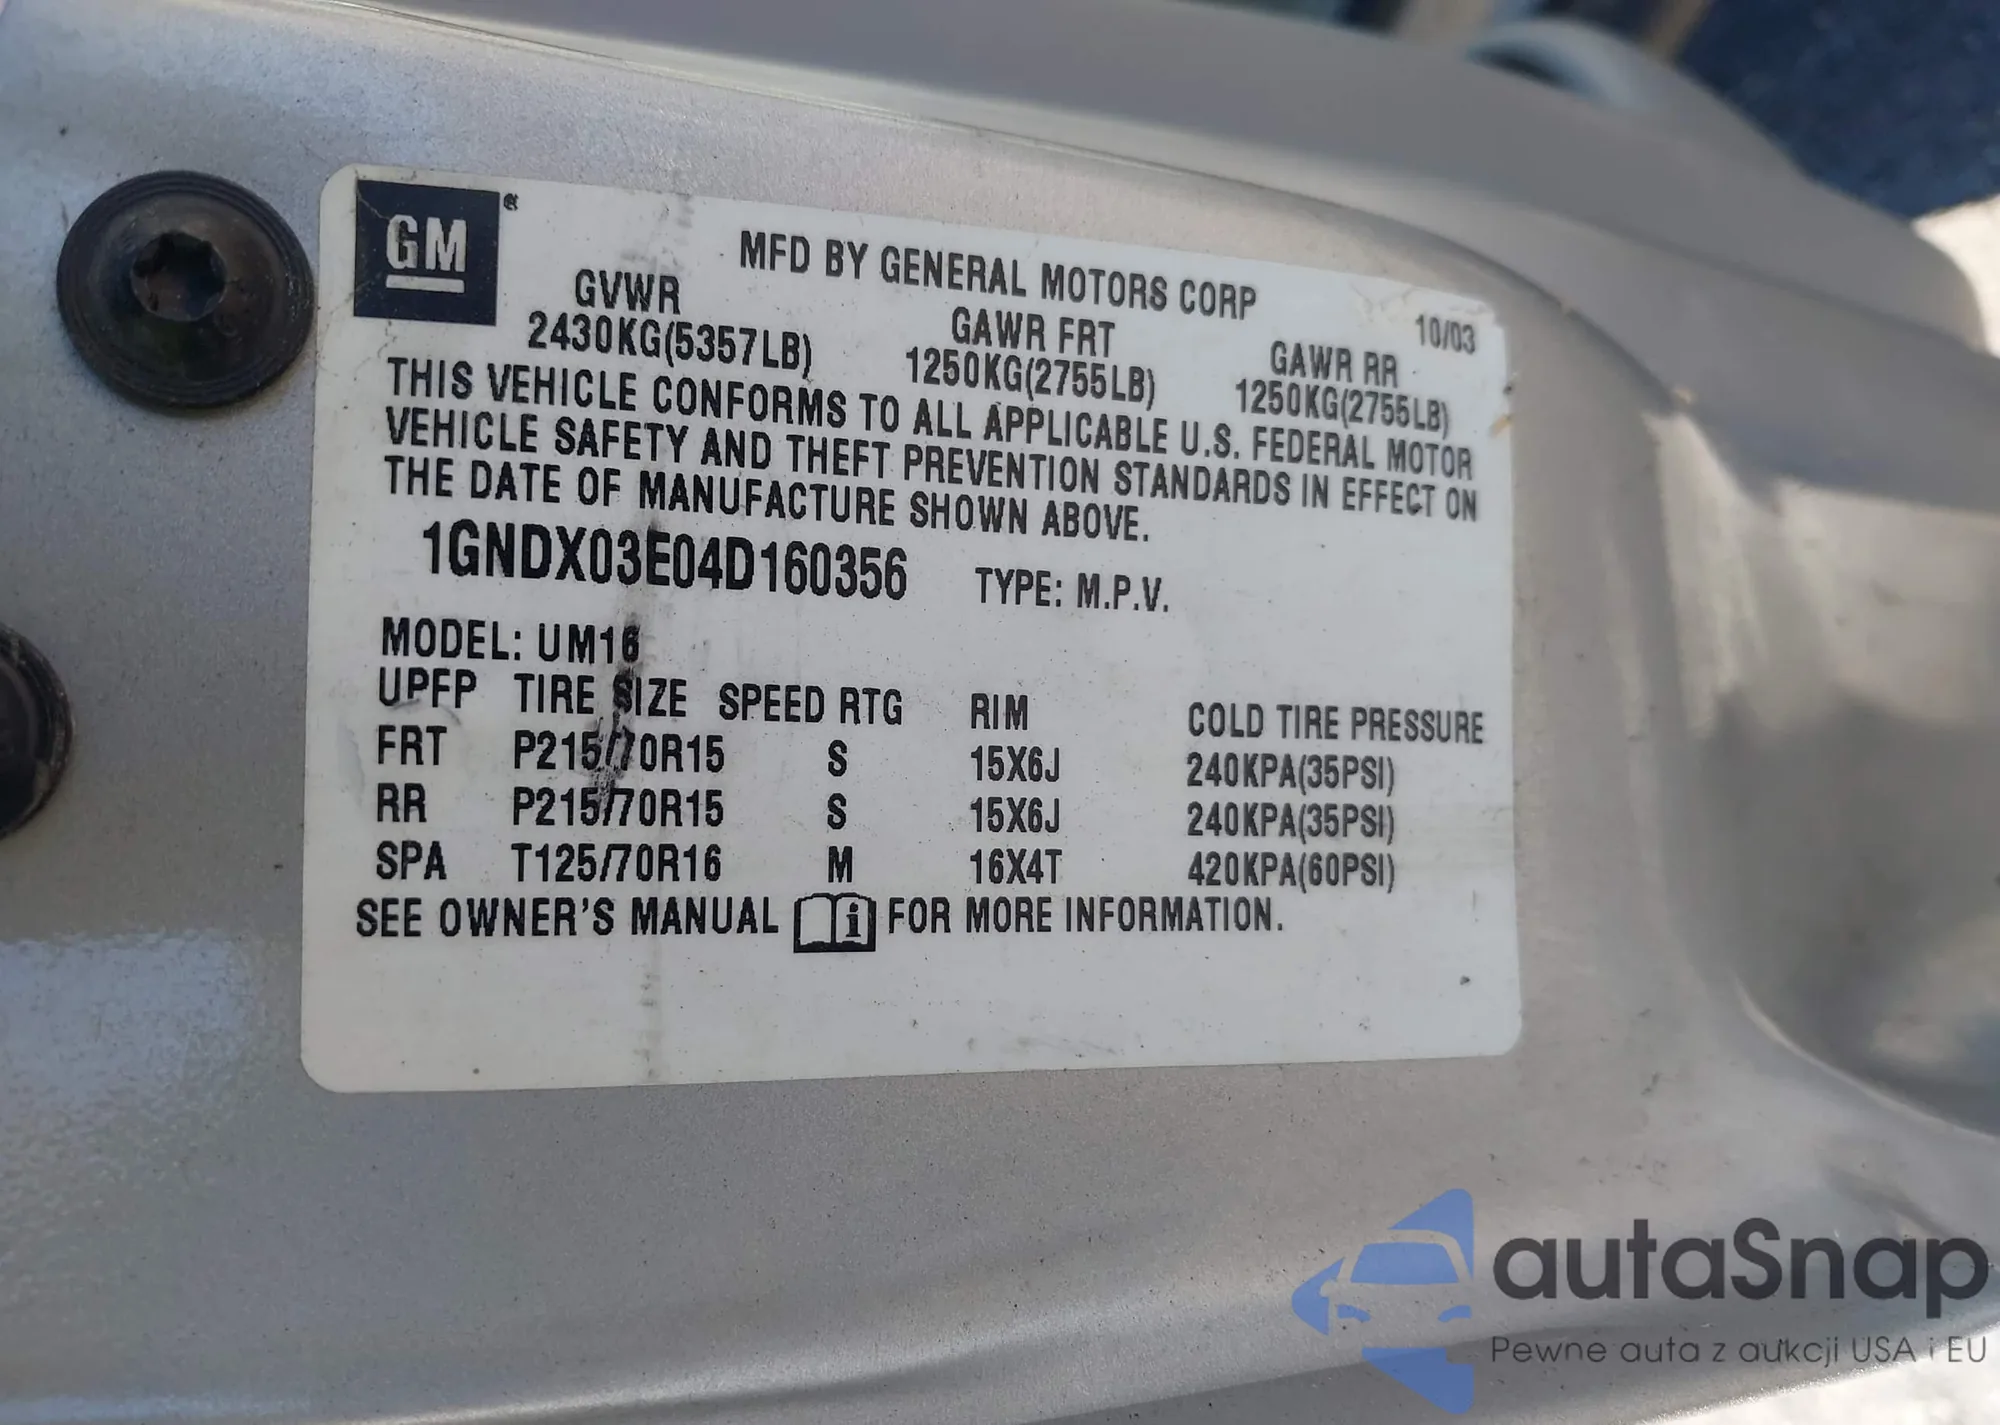 GM®
MFD BY GENERAL MOTORS CORP
10/03
GVWR
GAWR FRT
GAWR RR
2430KG(5357LB)
1250KG(2755LB)
1250KG(2755LB)
THIS VEHICLE CONFORMS TO ALL APPLICABLE U.S. FEDERAL MOTOR
VEHICLE SAFETY AND THEFT PREVENTION STANDARDS IN EFFECT ON
THE DATE OF MANUFACTURE SHOWN ABOVE.
1GNDX03E04D160356 TYPE: M.P.V.
MODEL: UM16
UPFP TIRE SIZE SPEED RTG RIM COLD TIRE PRESSURE
FRT P215/70R15 S 15X6J 240KPA(35PSI)
RR P215/70R15 S 15X6J 240KPA(35PSI)
SPA T125/70R16 M 16X4T 420KPA(60PSI)
SEE OWNER'S MANUAL i FOR MORE INFORMATION.
autaSnap
Pewne auta z aukcji USA i EU